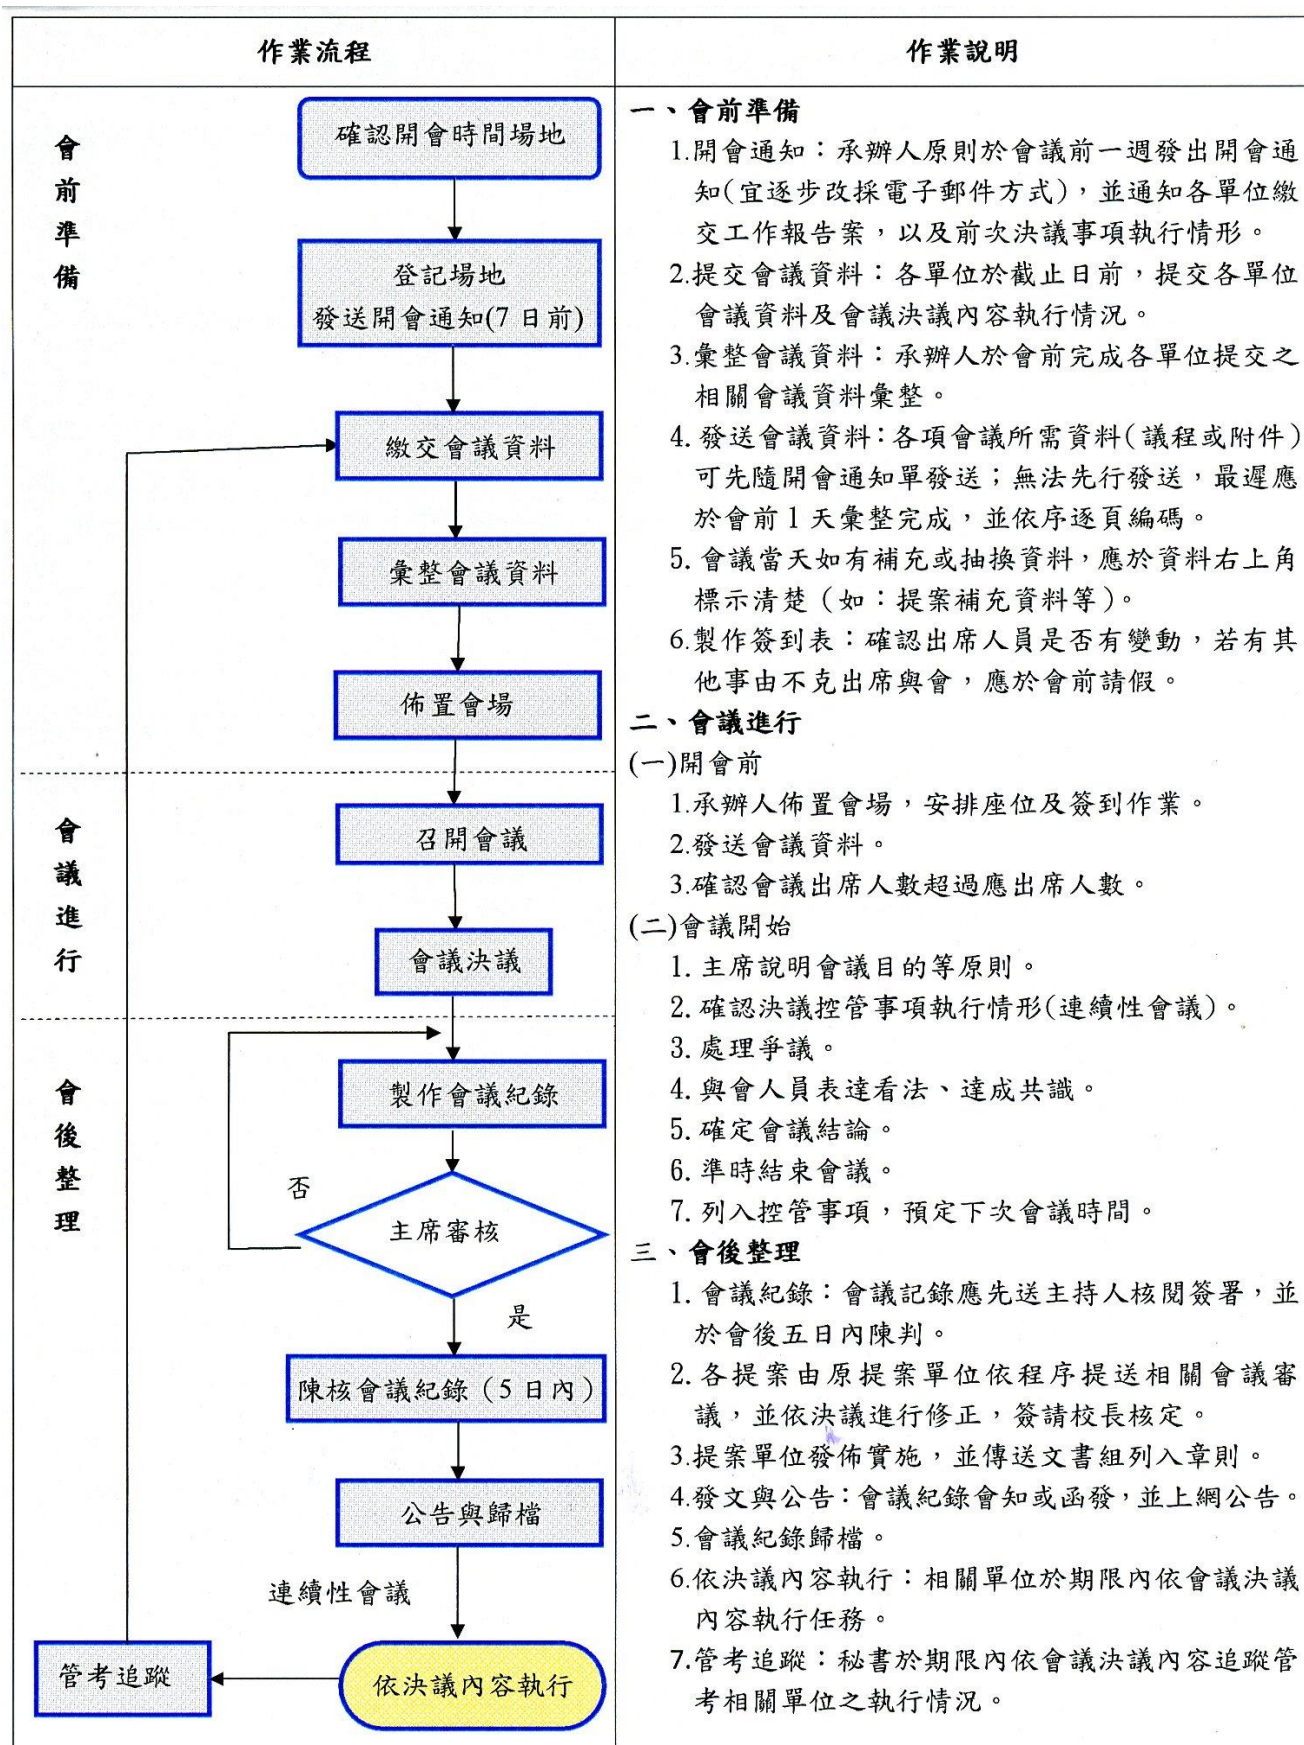 作業流程
作業說明
會前準備
確認開會時間場地
登記場地
發送開會通知(7 日前)
繳交會議資料
彙整會議資料
佈置會場
會議進行
召開會議
會議決議
會後整理
製作會議紀錄
否
主席審核
是
陳核會議紀錄（5 日內）
公告與歸檔
連續性會議
管考追蹤
依決議內容執行
一、會前準備
1.開會通知：承辦人原則於會議前一週發出開會通
知(宜逐步改採電子郵件方式)，並通知各單位繳
交工作報告案，以及前次決議事項執行情形。
2.提交會議資料：各單位於截止日前，提交各單位
會議資料及會議決議內容執行情況。
3.彙整會議資料：承辦人於會前完成各單位提交之
相關會議資料彙整。
4. 發送會議資料：各項會議所需資料(議程或附件)
可先隨開會通知單發送；無法先行發送，最遲應
於會前 1 天彙整完成，並依序逐頁編碼。
5. 會議當天如有補充或抽換資料，應於資料右上角
標示清楚（如：提案補充資料等）。
6.製作簽到表：確認出席人員是否有變動，若有其
他事由不克出席與會，應於會前請假。
二、會議進行
(一)開會前
1.承辦人佈置會場，安排座位及簽到作業。
2.發送會議資料。
3.確認會議出席人數超過應出席人數。
(二)會議開始
1. 主席說明會議目的等原則。
2. 確認決議控管事項執行情形(連續性會議)。
3. 處理爭議。
4. 與會人員表達看法、達成共識。
5. 確定會議結論。
6. 準時結束會議。
7. 列入控管事項，預定下次會議時間。
三、會後整理
1. 會議紀錄：會議記錄應先送主持人核閱簽署，並
於會後五日內陳判。
2. 各提案由原提案單位依程序提送相關會議審
議，並依決議進行修正，簽請校長核定。
3.提案單位發佈實施，並傳送文書組列入章則。
4.發文與公告：會議紀錄會知或函發，並上網公告。
5.會議紀錄歸檔。
6.依決議內容執行：相關單位於期限內依會議決議
內容執行任務。
7.管考追蹤：秘書於期限內依會議決議內容追蹤管
考相關單位之執行情況。